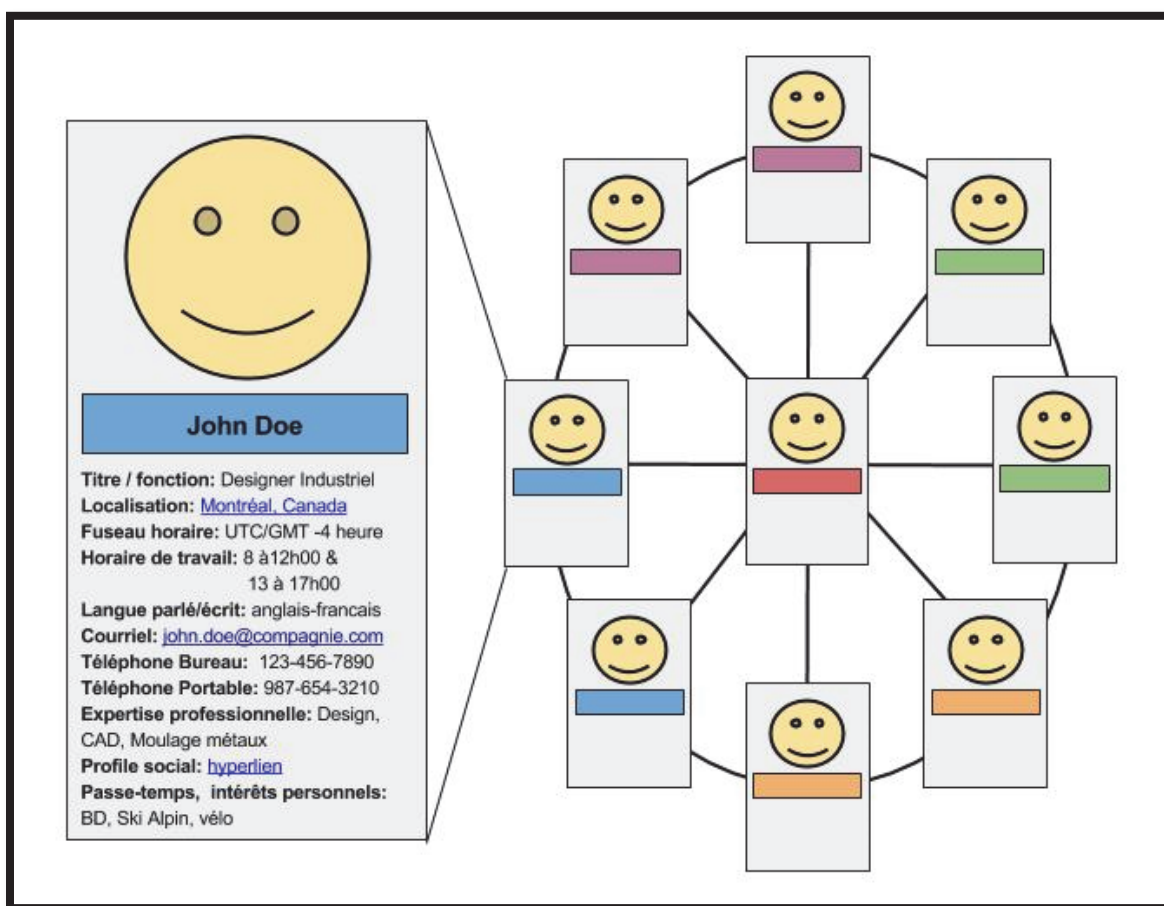 John Doe
Titre / fonction: Designer Industriel
Localisation: Montréal, Canada
Fuseau horaire: UTC/GMT -4 heure
Horaire de travail: 8 à12h00 &
13 à 17h00
Langue parlé/écrit: anglais-francais
Courriel: john.doe@compagnie.com
Téléphone Bureau: 123-456-7890
Téléphone Portable: 987-654-3210
Expertise professionnelle: Design,
CAD, Moulage métaux
Profile social: hyperlien
Passe-temps, intérêts personnels:
BD, Ski Alpin, vélo